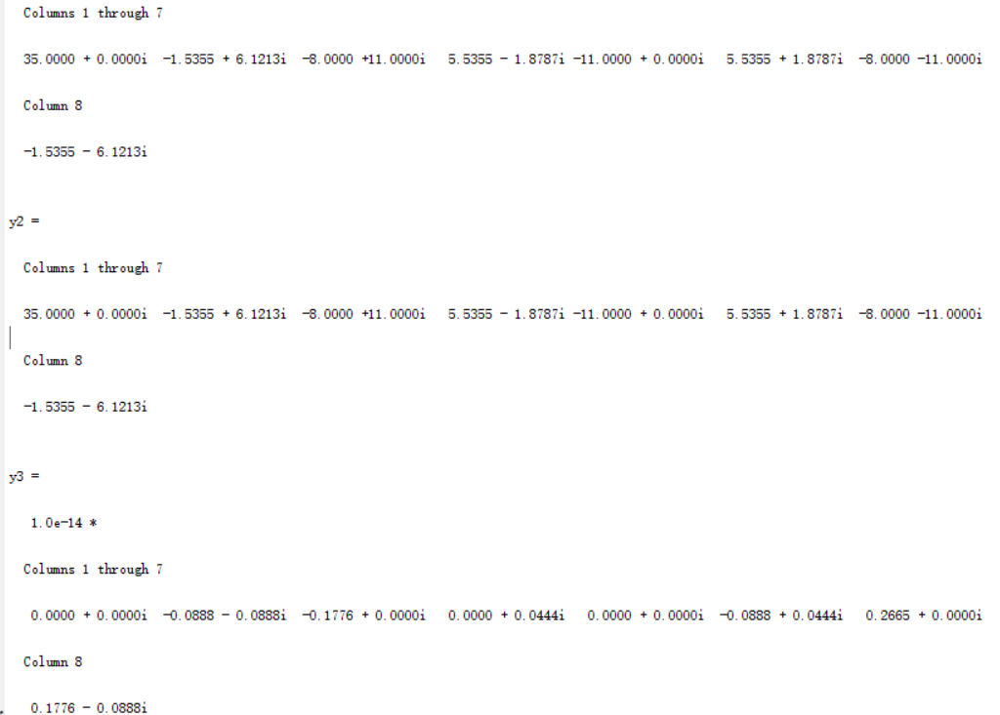 Columns 1 through 7
35.0000 + 0.0000i -1.5355 + 6.1213i -8.0000 +11.0000i 5.5355 - 1.8787i -11.0000 + 0.0000i 5.5355 + 1.8787i -8.0000 -11.0000i
Column 8
-1.5355 - 6.1213i
y2 =
Columns 1 through 7
35.0000 + 0.0000i -1.5355 + 6.1213i -8.0000 +11.0000i 5.5355 - 1.8787i -11.0000 + 0.0000i 5.5355 + 1.8787i -8.0000 -11.0000i
Column 8
-1.5355 - 6.1213i
y3 =
1.0e-14 *
Columns 1 through 7
0.0000 + 0.0000i -0.0888 - 0.0888i -0.1776 + 0.0000i 0.0000 + 0.0444i 0.0000 + 0.0000i -0.0888 + 0.0444i 0.2665 + 0.0000i
Column 8
0.1776 - 0.0888i